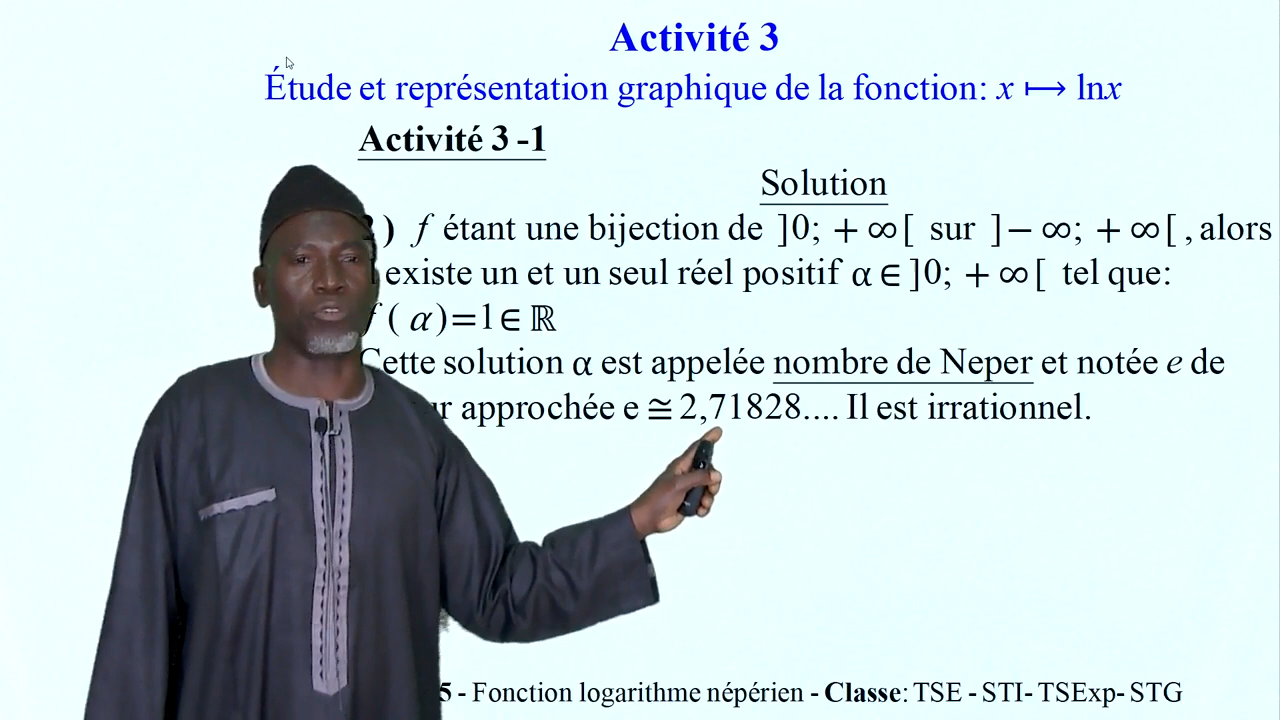 Activité 3
Étude et représentation graphique de la fonction: x ⟼ lnx
Activité 3 -1
Solution
) f étant une bijection de ]0; +∞[ sur ]−∞; +∞[ , alors
existe un et un seul réel positif α∈]0; +∞[ tel que:
f ( α)=1∈ ℝ
Cette solution α est appelée nombre de Neper et notée e de
approchée e ≅ 2,71828.... Il est irrationnel.
5 - Fonction logarithme népérien - Classe: TSE - STI- TSExp- STG